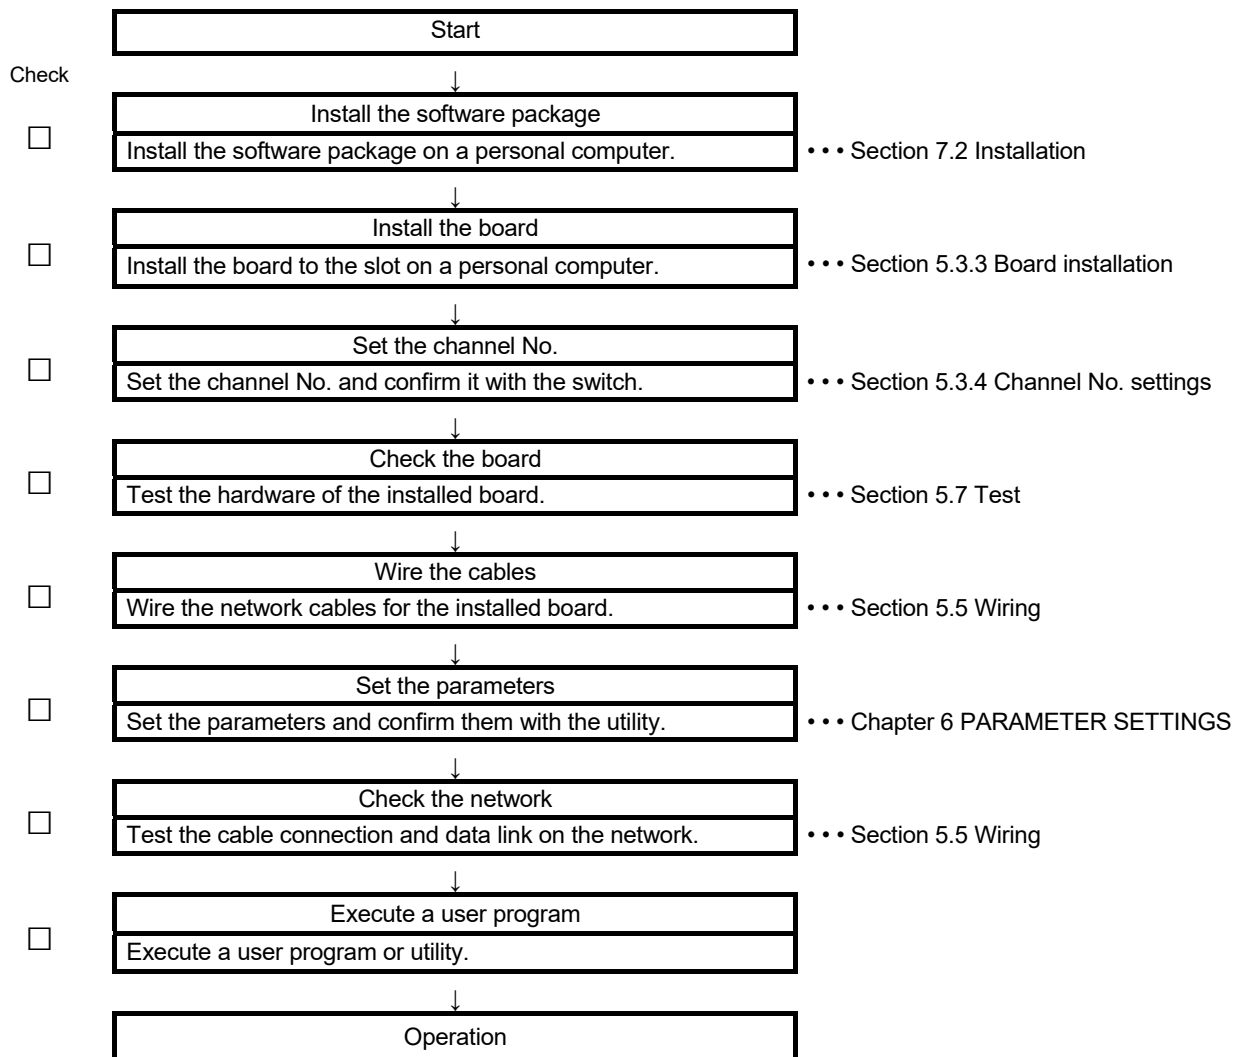 Start
Check
↓
Install the software package
□
Install the software package on a personal computer.
• • • Section 7.2 Installation
↓
Install the board
□
Install the board to the slot on a personal computer.
• • • Section 5.3.3 Board installation
↓
Set the channel No.
□
Set the channel No. and confirm it with the switch.
• • • Section 5.3.4 Channel No. settings
↓
Check the board
□
Test the hardware of the installed board.
• • • Section 5.7 Test
↓
Wire the cables
□
Wire the network cables for the installed board.
• • • Section 5.5 Wiring
↓
Set the parameters
□
Set the parameters and confirm them with the utility.
• • • Chapter 6 PARAMETER SETTINGS
↓
Check the network
□
Test the cable connection and data link on the network.
• • • Section 5.5 Wiring
↓
Execute a user program
□
Execute a user program or utility.
↓
Operation